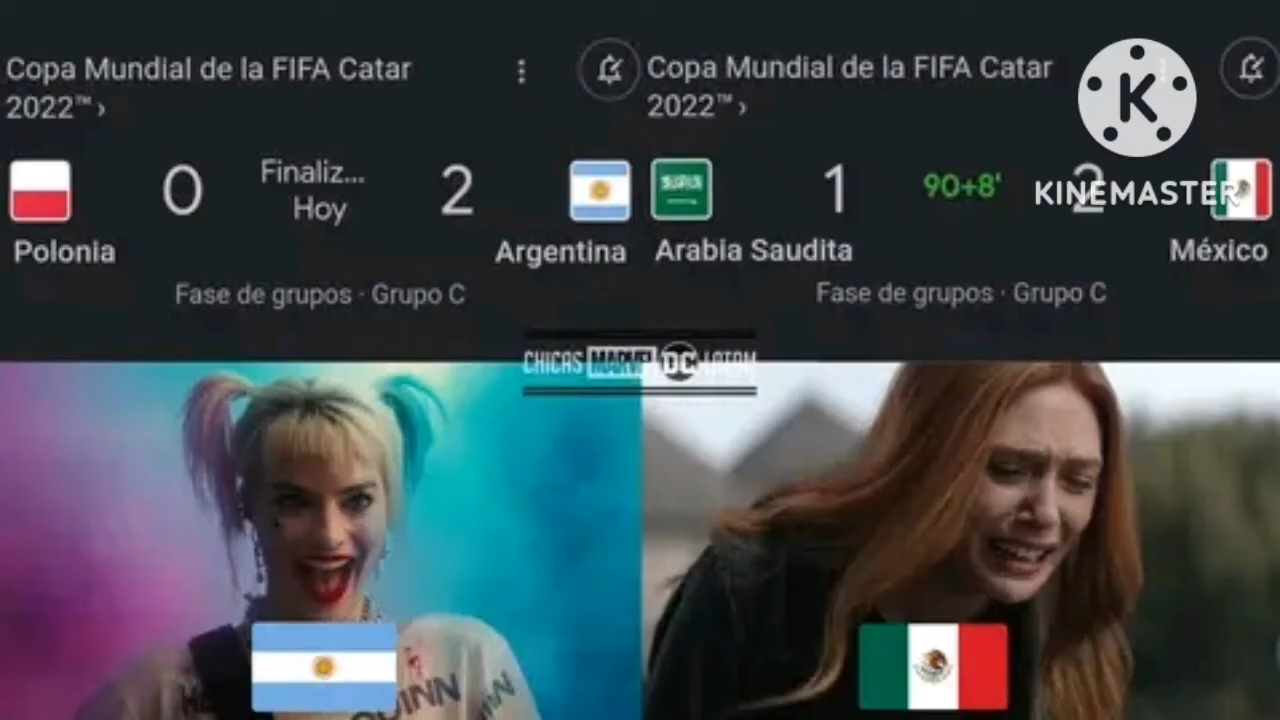 Copa Mundial de la FIFA Catar
2022™ ›
0
Finaliz...
Hoy
2
Polonia
Argentina
Fase de grupos · Grupo C
Copa Mundial de la FIFA Catar
2022™ ›
1
90+8'
2
Arabia Saudita
México
Fase de grupos · Grupo C
K
KINEMASTER
CHICAS MARVEL DC LATAM
QUINN